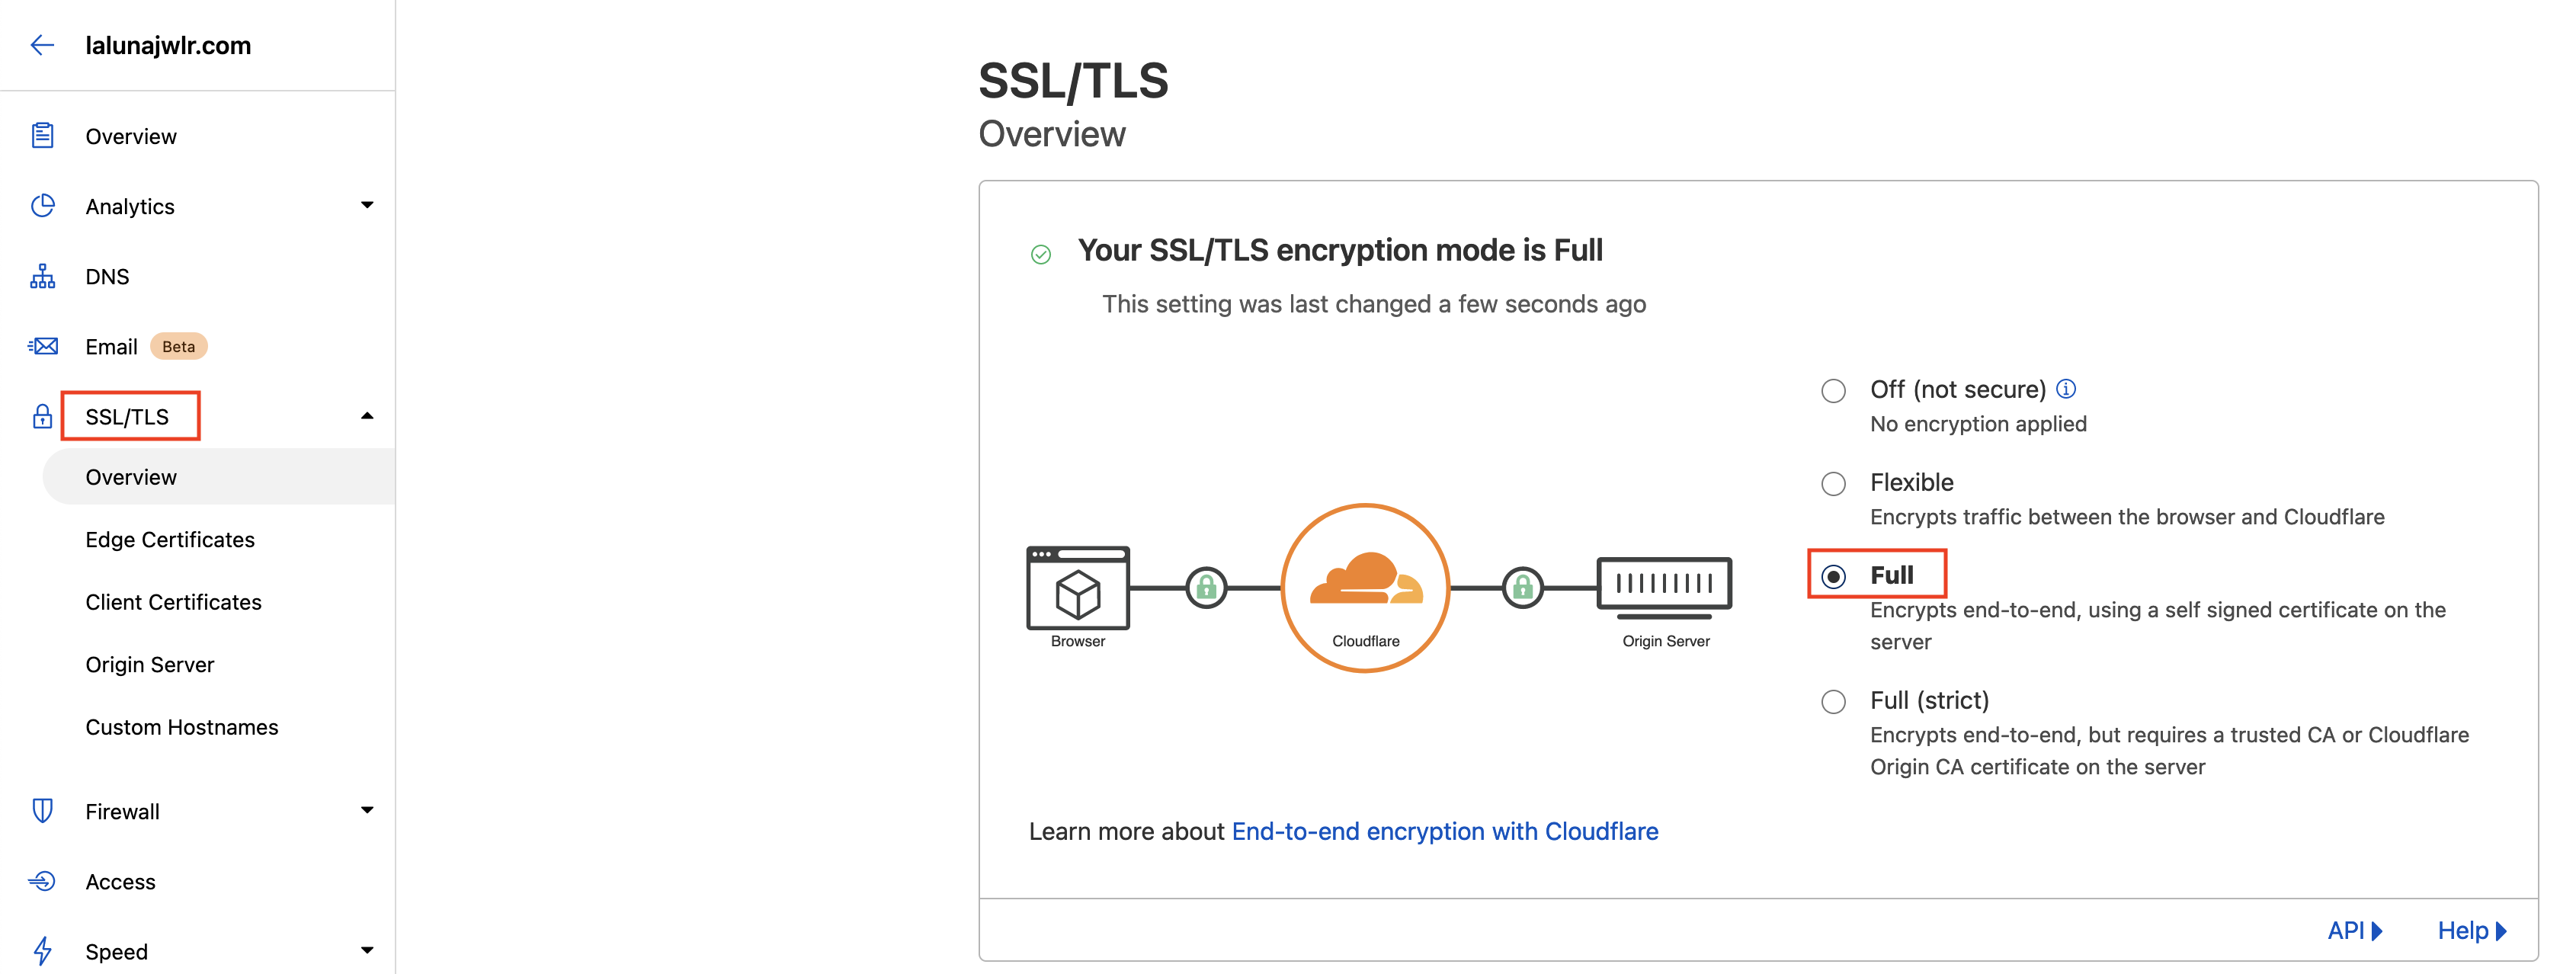 lalunajwlr.com
Overview
Analytics
DNS
Email Beta
SSL/TLS
Overview
Edge Certificates
Client Certificates
Origin Server
Custom Hostnames
Firewall
Access
Speed
SSL/TLS
Overview
Your SSL/TLS encryption mode is Full
This setting was last changed a few seconds ago
Browser
Cloudflare
Origin Server
Off (not secure)
No encryption applied
Flexible
Encrypts traffic between the browser and Cloudflare
Full
Encrypts end-to-end, using a self signed certificate on the
server
Full (strict)
Encrypts end-to-end, but requires a trusted CA or Cloudflare
Origin CA certificate on the server
Learn more about End-to-end encryption with Cloudflare
API
Help